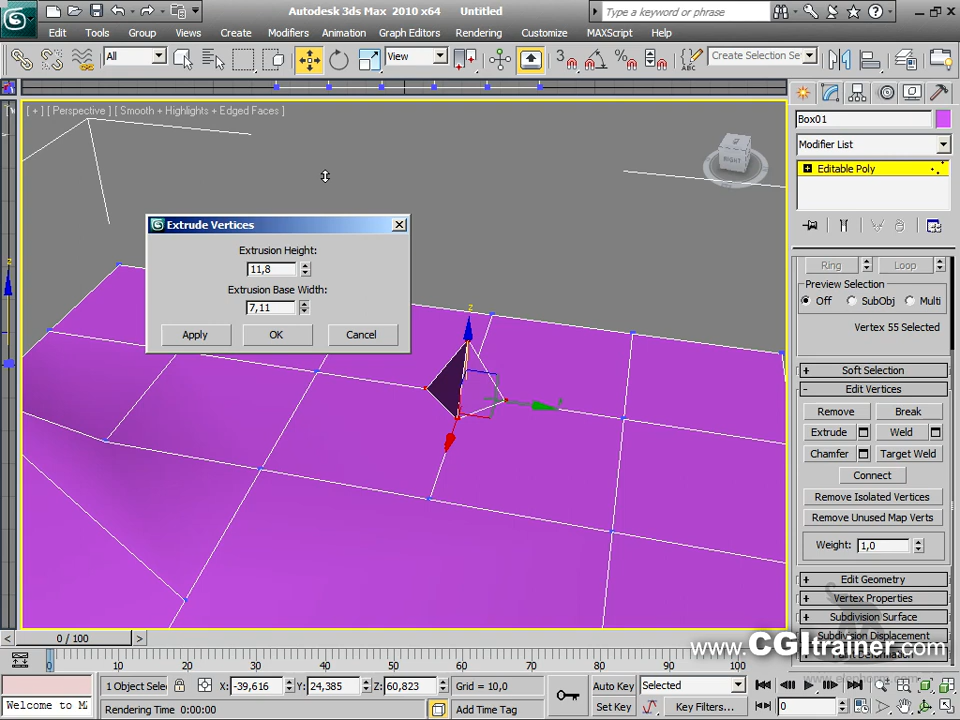 Autodesk 3ds Max 2010 x64 Untitled
Type a keyword or phrase
Edit Tools Group Views Create Modifiers Animation Graph Editors Rendering Customize MAXScript Help
All View 3 % ABC Create Selection Se
[ + ] [ Perspective ] [ Smooth + Highlights + Edged Faces ]
RIGHT
Box01
Modifier List
Editable Poly
Extrude Vertices
Extrusion Height:
11,8
Extrusion Base Width:
7,11
Apply OK Cancel
z
Ring Loop
Preview Selection
Off SubObj Multi
Vertex 55 Selected
+ Soft Selection
- Edit Vertices
Remove Break
Extrude Weld
Chamfer Target Weld
Connect
Remove Isolated Vertices
Remove Unused Map Verts
Weight: 1,0
+ Edit Geometry
+ Vertex Properties
+ Subdivision Surface
+ Subdivision Displacement
www.CGItrainer.com
< 0 / 100 >
0 10 20 30 40 50 60 70 80 90 100
1 Object Selec X: -39,616 Y: 24,385 Z: 60,823 Grid = 10,0 Auto Key Selected
Welcome to M Rendering Time 0:00:00 Add Time Tag Set Key Key Filters... 0